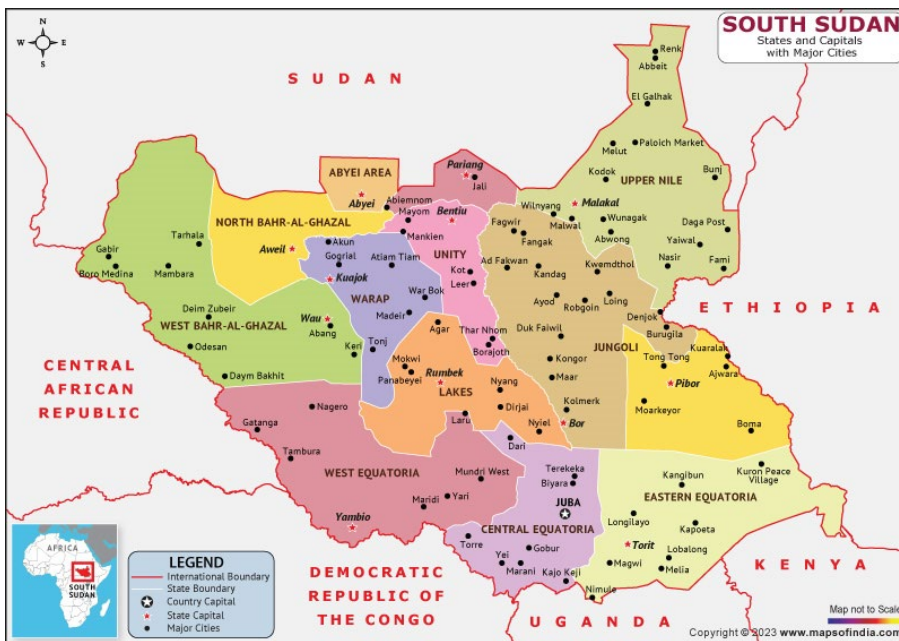 SOUTH SUDAN
States and Capitals
with Major Cities
N
W E
S
SUDAN
Renk
Abbeit
El Galhak
Melut
Paloich Market
Kodok
Bunj
UPPER NILE
Malakal
Wilnyang
Malwal
Wunagak
Abwong
Daga Post
Yaiwal
Nasir
Fami
Pariang
Jali
ABYEI AREA
Abyei
Abiemnom
Mayom
Bentiu
Mankien
UNITY
Kot
Leer
Thar Nhom
Borajoth
NORTH BAHR-AL-GHAZAL
Aweil
Akun
Gogrial
Kuajok
Atiam Tiam
WARAP
War Bok
Madeir
Tonj
Tarhala
Gabir
Boro Medina
Mambara
Deim Zubeir
WEST BAHR-AL-GHAZAL
Wau
Abang
Keri
Odesan
Daym Bakhit
Fagwir
Fangak
Ad Fakwan
Kandag
Kwemdthol
Ayod
Robgoin
Loing
Duk Faiwil
JUNGOLI
Kongor
Maar
Kolmerk
Bor
Denjok
Burugila
ETHIOPIA
Kuaralak
Tong Tong
Ajwara
Pibor
Moarkeyor
Boma
Agar
Mokwi
Panabeyei
Rumbek
LAKES
Nyang
Dirjai
Laru
Nyiel
CENTRAL
AFRICAN
REPUBLIC
Nagero
Gatanga
Tambura
WEST EQUATORIA
Mundri West
Yari
Maridi
Yambio
Dari
Terekeka
Biyara
JUBA
CENTRAL EQUATORIA
Torre
Gobur
Yei
Marani
Kajo Keji
Kangibun
Kuron Peace
Village
EASTERN EQUATORIA
Longilayo
Kapoeta
Torit
Lobalong
Magwi
Melia
Nimule
DEMOCRATIC
REPUBLIC OF
THE CONGO
UGANDA
KENYA
AFRICA
SOUTH
SUDAN
LEGEND
International Boundary
State Boundary
Country Capital
State Capital
Major Cities
Map not to Scale
Copyright © 2023 www.mapsofindia.com